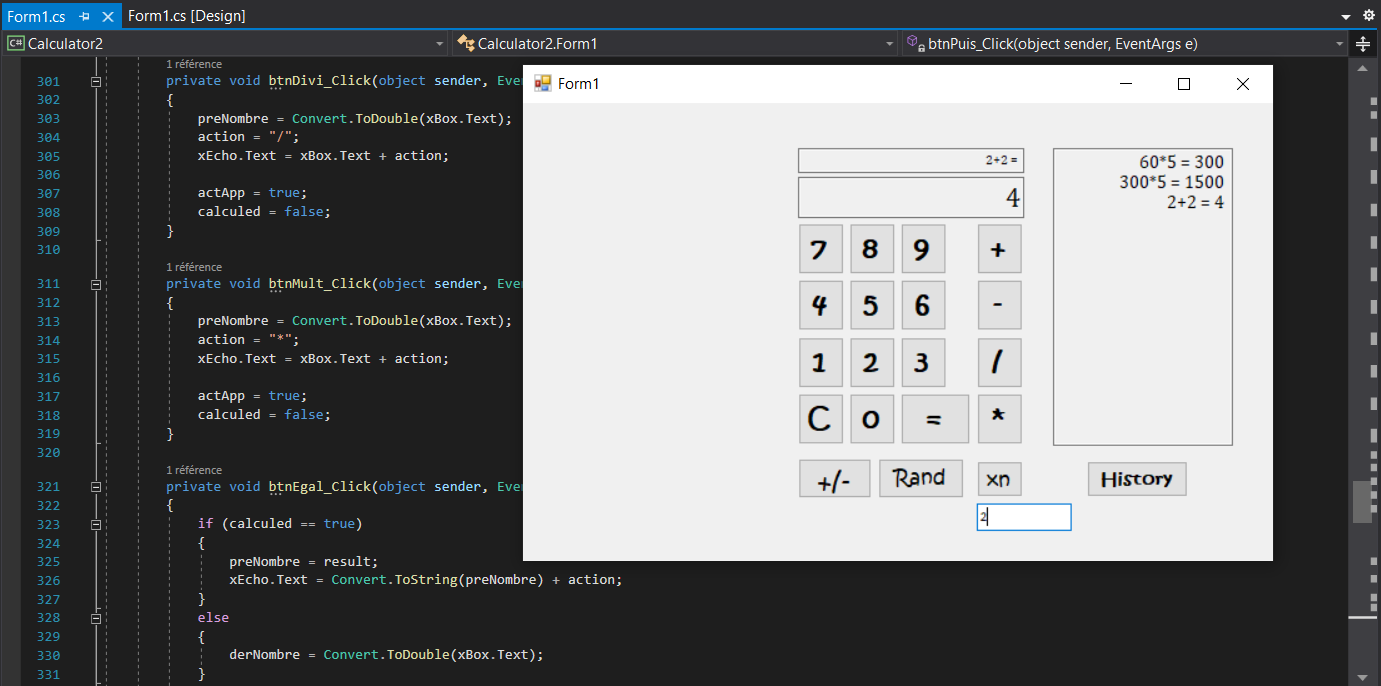 Form1.cs
Form1.cs [Design]
C# Calculator2
Calculator2.Form1
btnPuis_Click(object sender, EventArgs e)
1 référence
301 private void btnDivi_Click(object sender, Eve
302 {
303 preNombre = Convert.ToDouble(xBox.Text);
304 action = "/";
305 xEcho.Text = xBox.Text + action;
306
307 actApp = true;
308 calculed = false;
309 }
310
1 référence
311 private void btnMult_Click(object sender, Eve
312 {
313 preNombre = Convert.ToDouble(xBox.Text);
314 action = "*";
315 xEcho.Text = xBox.Text + action;
316
317 actApp = true;
318 calculed = false;
319 }
320
1 référence
321 private void btnEgal_Click(object sender, Eve
322 {
323 if (calculed == true)
324 {
325 preNombre = result;
326 xEcho.Text = Convert.ToString(preNombre) + action;
327 }
328 else
329 {
330 derNombre = Convert.ToDouble(xBox.Text);
331 }
Form1
2+2 =
4
7 8 9 +
4 5 6 -
1 2 3 /
C 0 = *
+/- Rand xn
2
60*5 = 300
300*5 = 1500
2+2 = 4
History